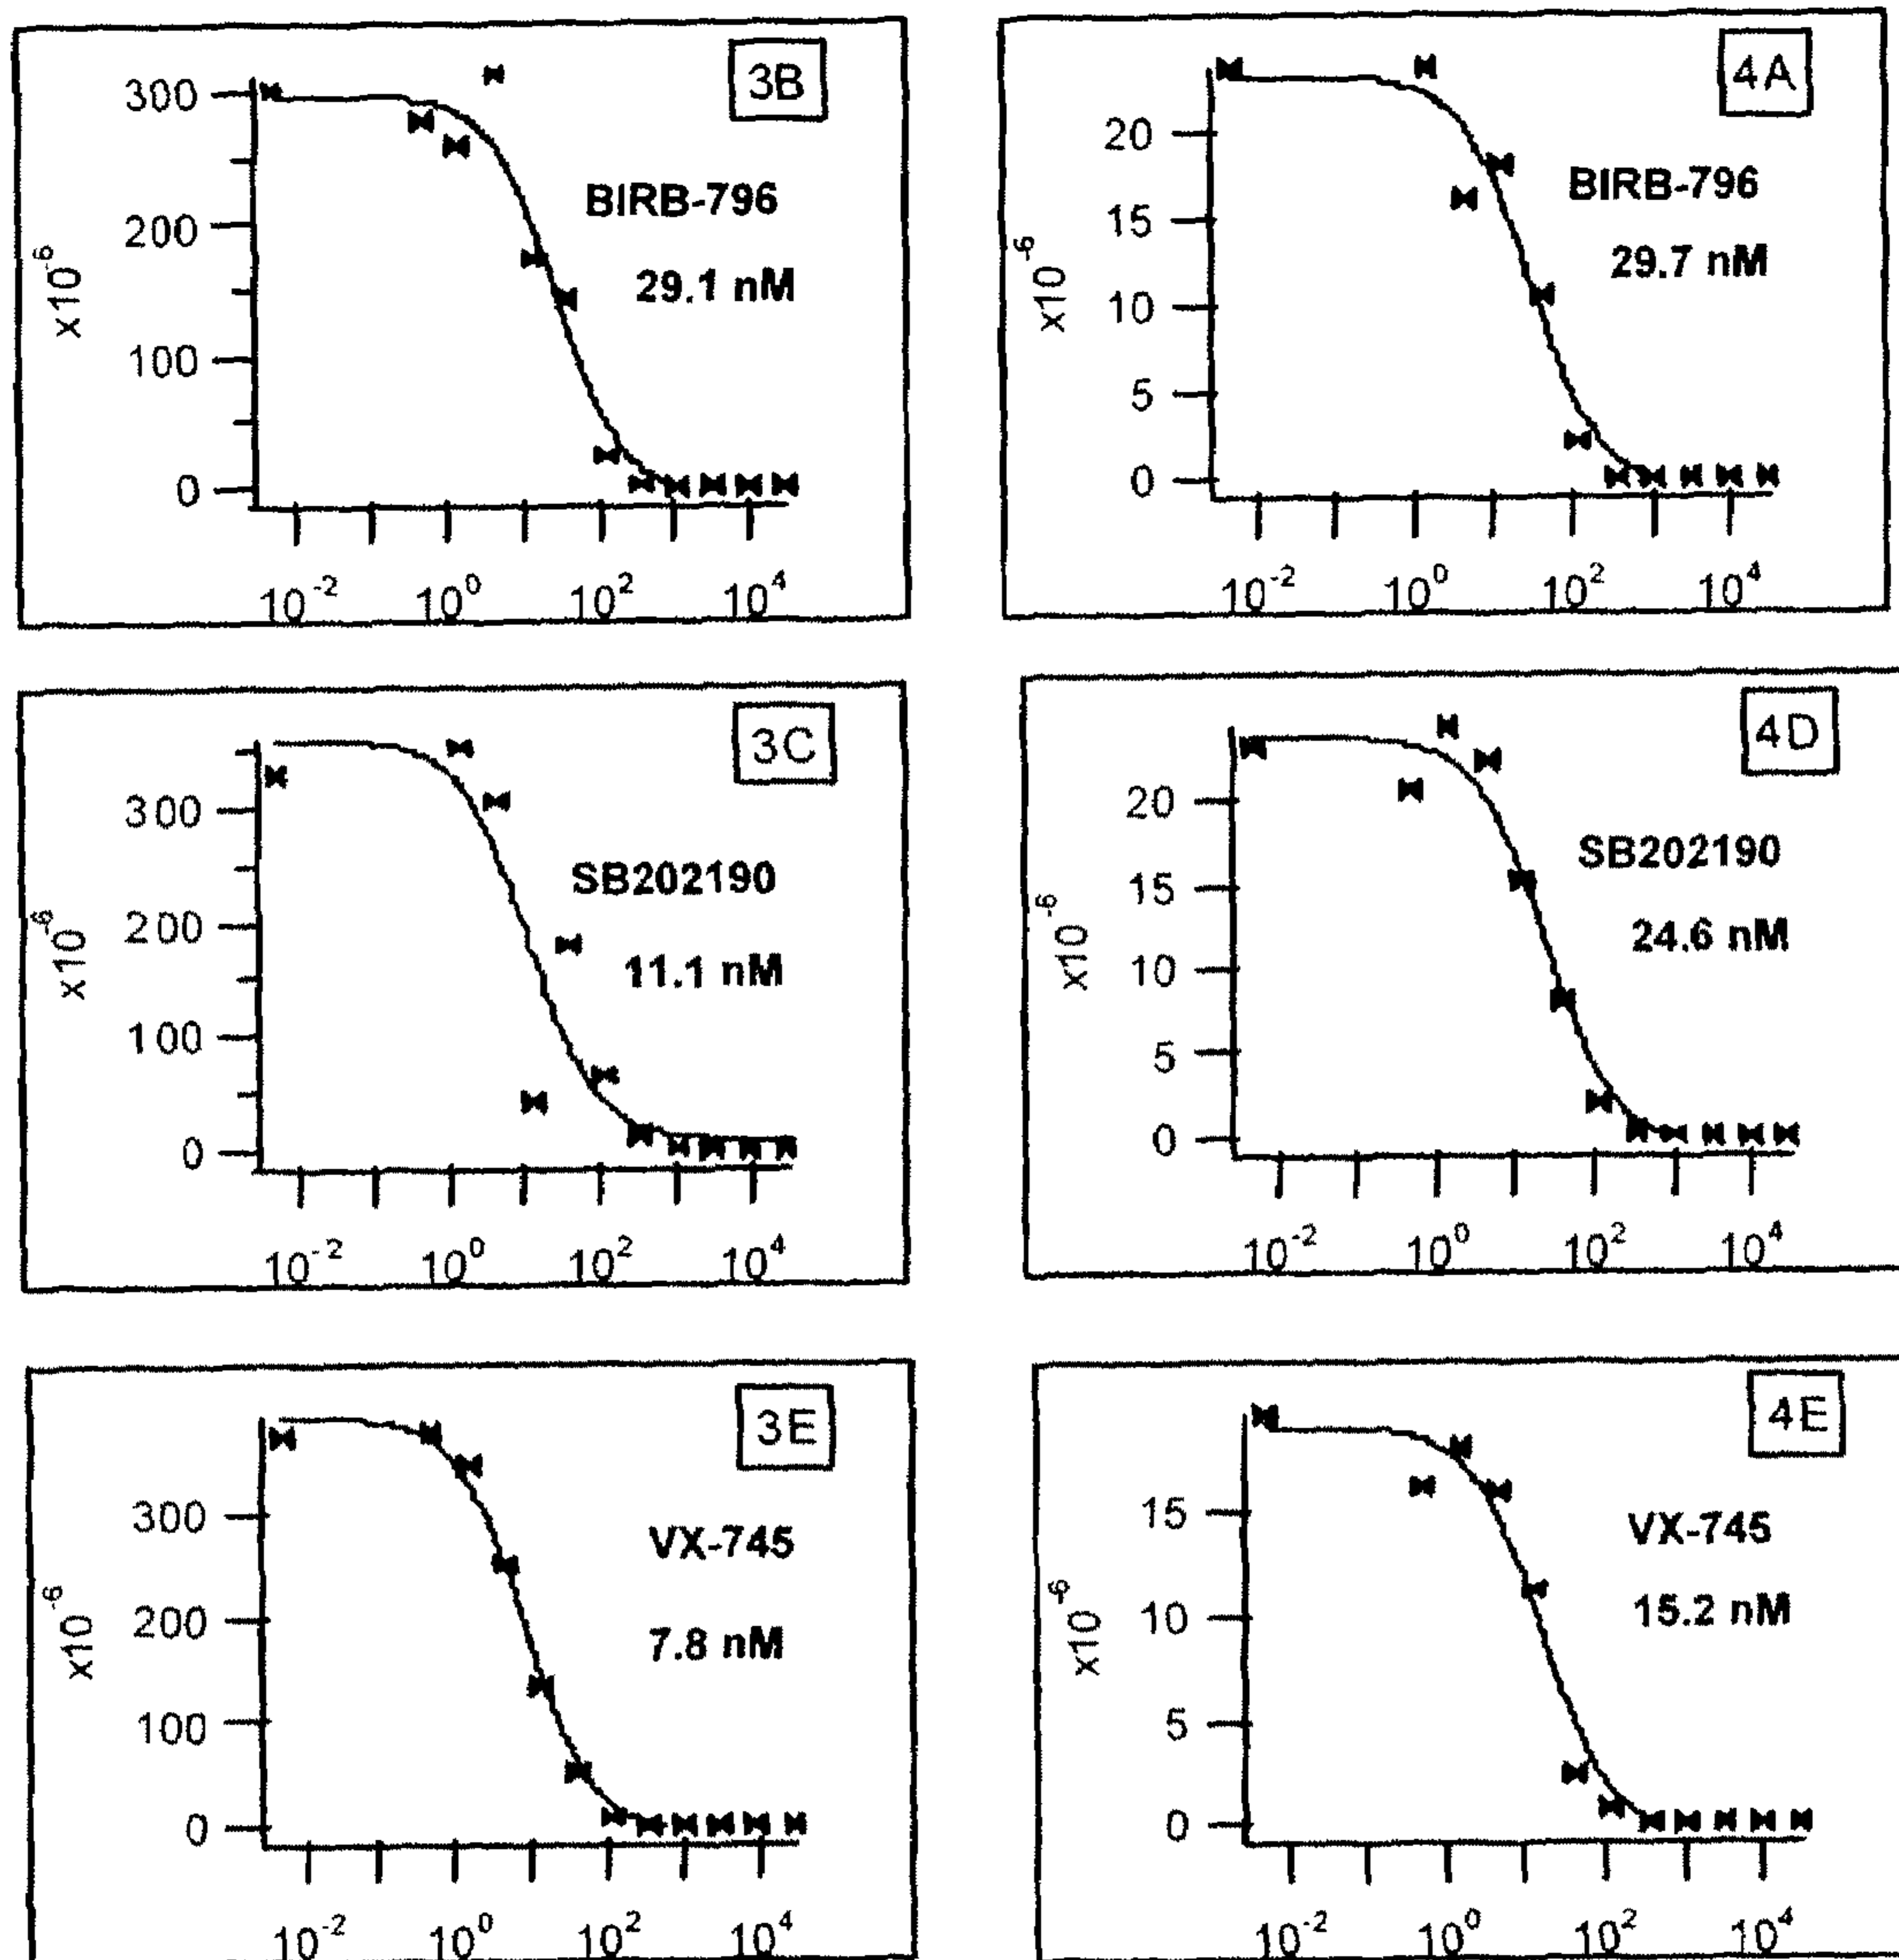 3B
300
200
100
0
x10-6
BIRB-796
29.1 nM
10-2 100 102 104
4A
20
15
10
5
0
x10-6
BIRB-796
29.7 nM
10-2 100 102 104
3C
300
200
100
0
x10-6
SB202190
11.1 nM
10-2 100 102 104
4D
20
15
10
5
0
x10-6
SB202190
24.6 nM
10-2 100 102 104
3E
300
200
100
0
x10-6
VX-745
7.8 nM
10-2 100 102 104
4E
15
10
5
0
x10-6
VX-745
15.2 nM
10-2 100 102 104